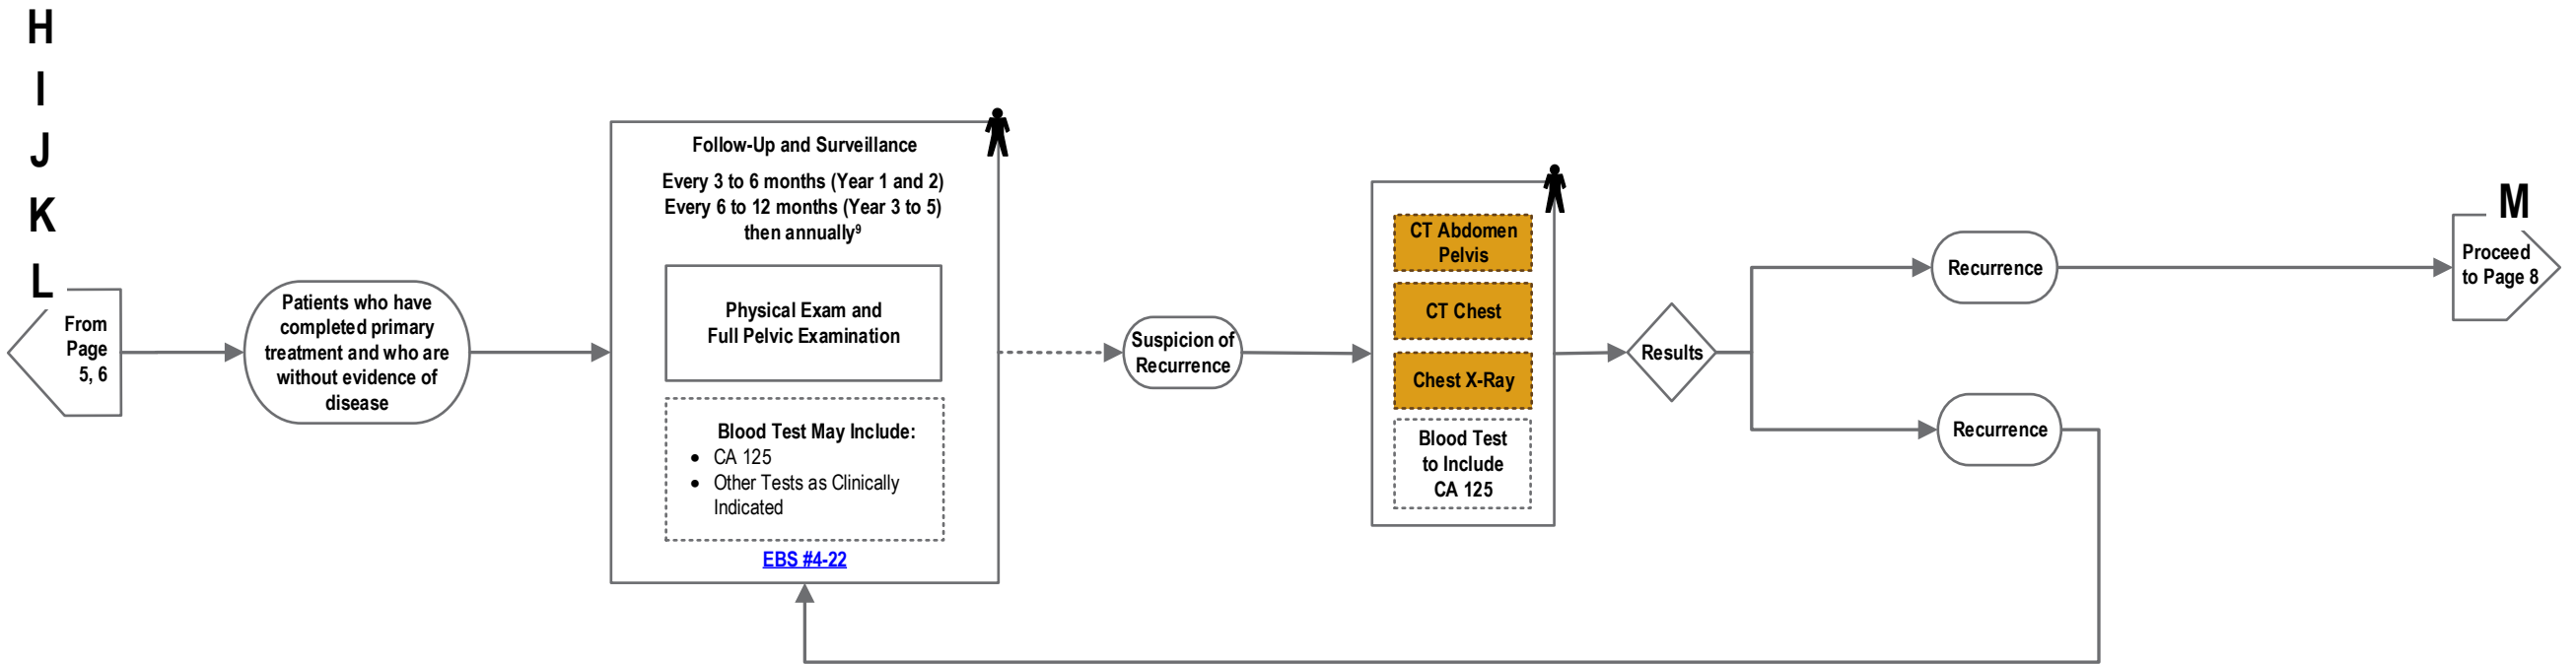 H
I
J
K
L
From
Page
5, 6
Patients who have
completed primary
treatment and who are
without evidence of
disease
Follow-Up and Surveillance
Every 3 to 6 months (Year 1 and 2)
Every 6 to 12 months (Year 3 to 5)
then annually⁹
Physical Exam and
Full Pelvic Examination
Blood Test May Include:
• CA 125
• Other Tests as Clinically
Indicated
EBS #4-22
Suspicion of
Recurrence
CT Abdomen
Pelvis
CT Chest
Chest X-Ray
Blood Test
to Include
CA 125
Results
Recurrence
Recurrence
M
Proceed
to Page 8